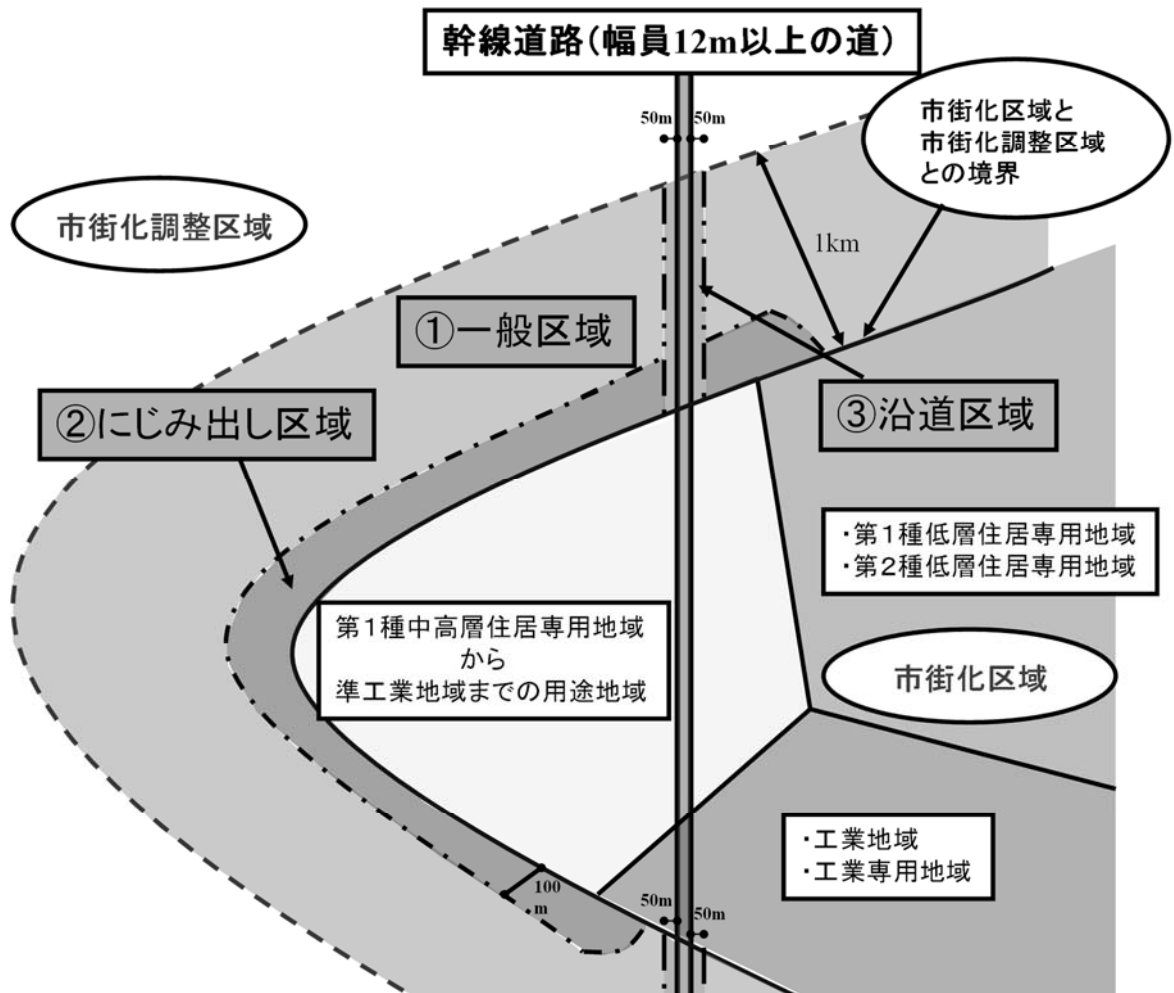 幹線道路(幅員12m以上の道)
50m
50m
市街化区域と
市街化調整区域
との境界
市街化調整区域
1km
①一般区域
②にじみ出し区域
③沿道区域
・第1種低層住居専用地域
・第2種低層住居専用地域
第1種中高層住居専用地域
から
準工業地域までの用途地域
市街化区域
・工業地域
・工業専用地域
100
m
50m
50m